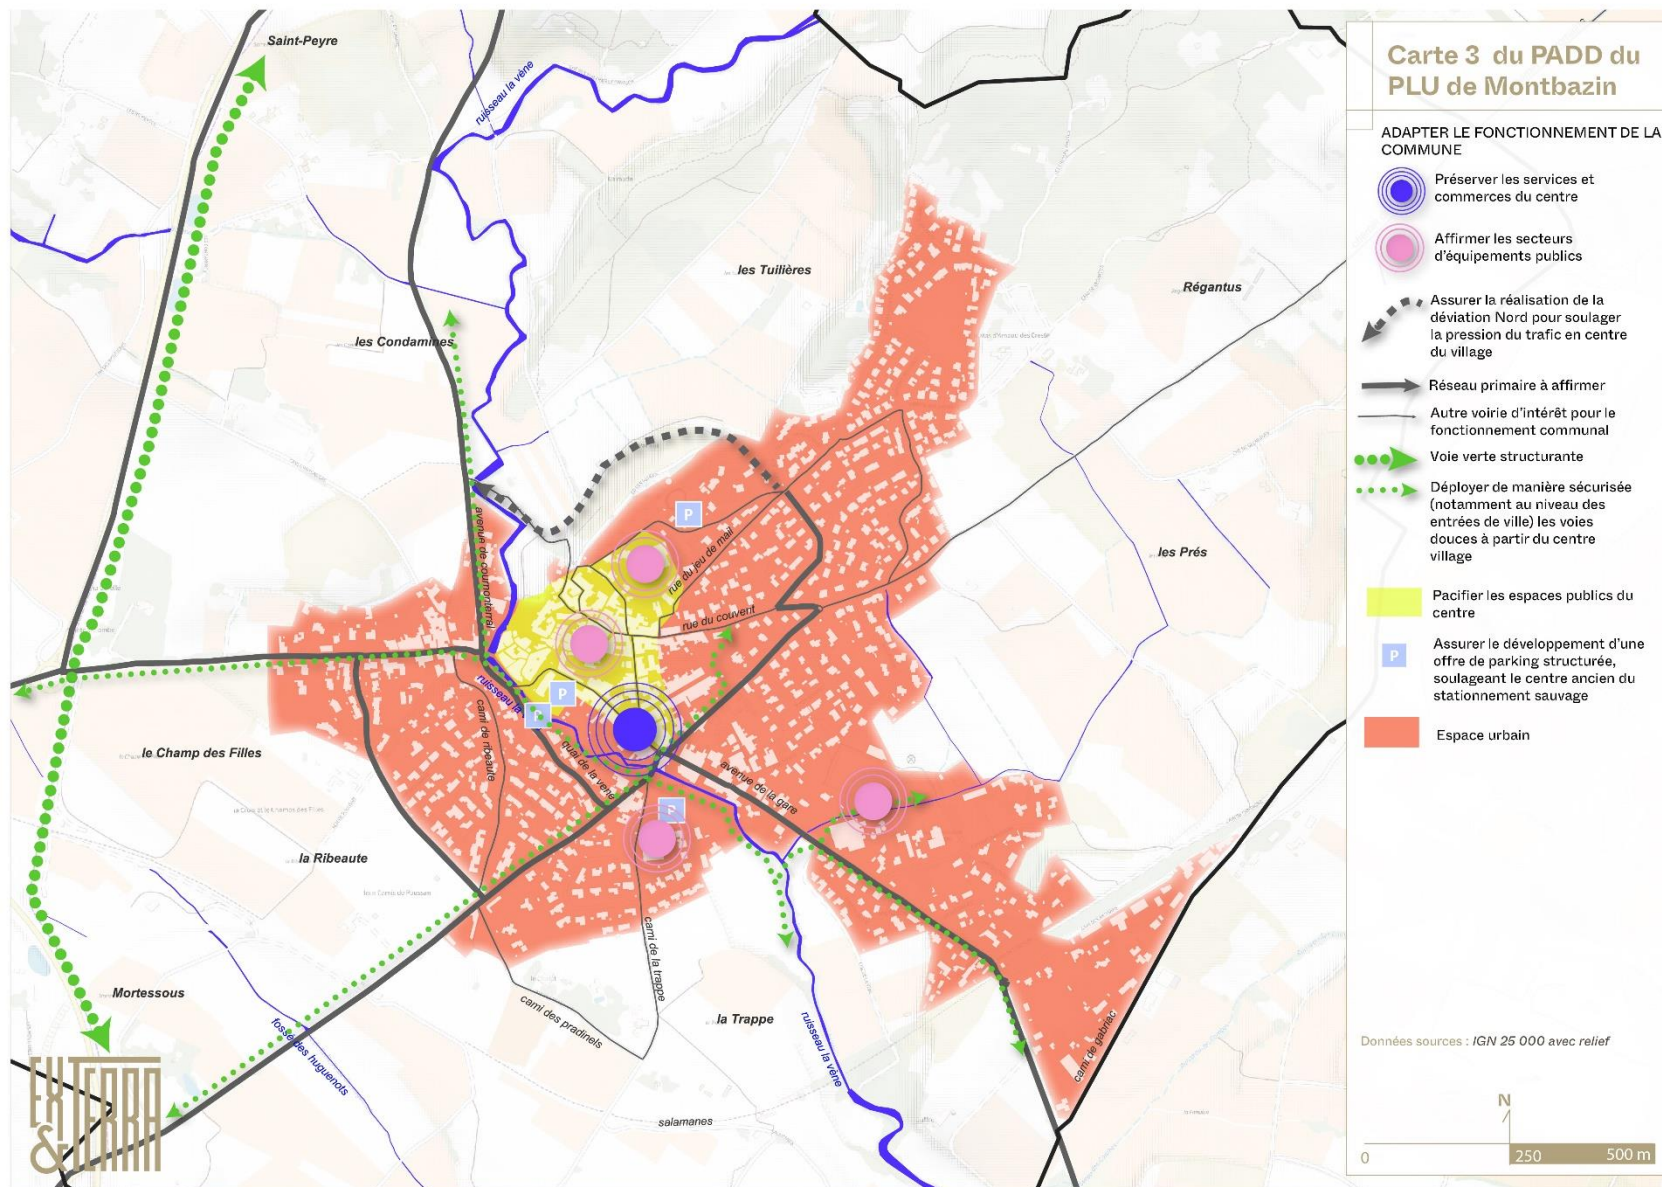 Saint-Peyre
ruisseau la vène
les Tuilières
Régantus
les Condamines
avenue de cournonterral
rue du jeu de mail
les Prés
rue du couvent
P
P
P
P
ruisseau la
cami de ribeaute
quai de la vene
avenue de la gare
le Champ des Filles
la Ribeaute
cami de la trappe
cami des pradinels
Mortessous
fosse des huguenots
la Trappe
ruisseau la vène
salamanes
cami de gabriac
EX
&
TERRA
Carte 3 du PADD du
PLU de Montbazin
ADAPTER LE FONCTIONNEMENT DE LA
COMMUNE
Préserver les services et
commerces du centre
Affirmer les secteurs
d'équipements publics
Assurer la réalisation de la
déviation Nord pour soulager
la pression du trafic en centre
du village
Réseau primaire à affirmer
Autre voirie d'intérêt pour le
fonctionnement communal
Voie verte structurante
Déployer de manière sécurisée
(notamment au niveau des
entrées de ville) les voies
douces à partir du centre
village
Pacifier les espaces publics du
centre
P
Assurer le développement d'une
offre de parking structurée,
soulageant le centre ancien du
stationnement sauvage
Espace urbain
Données sources : IGN 25 000 avec relief
N
0
250
500 m